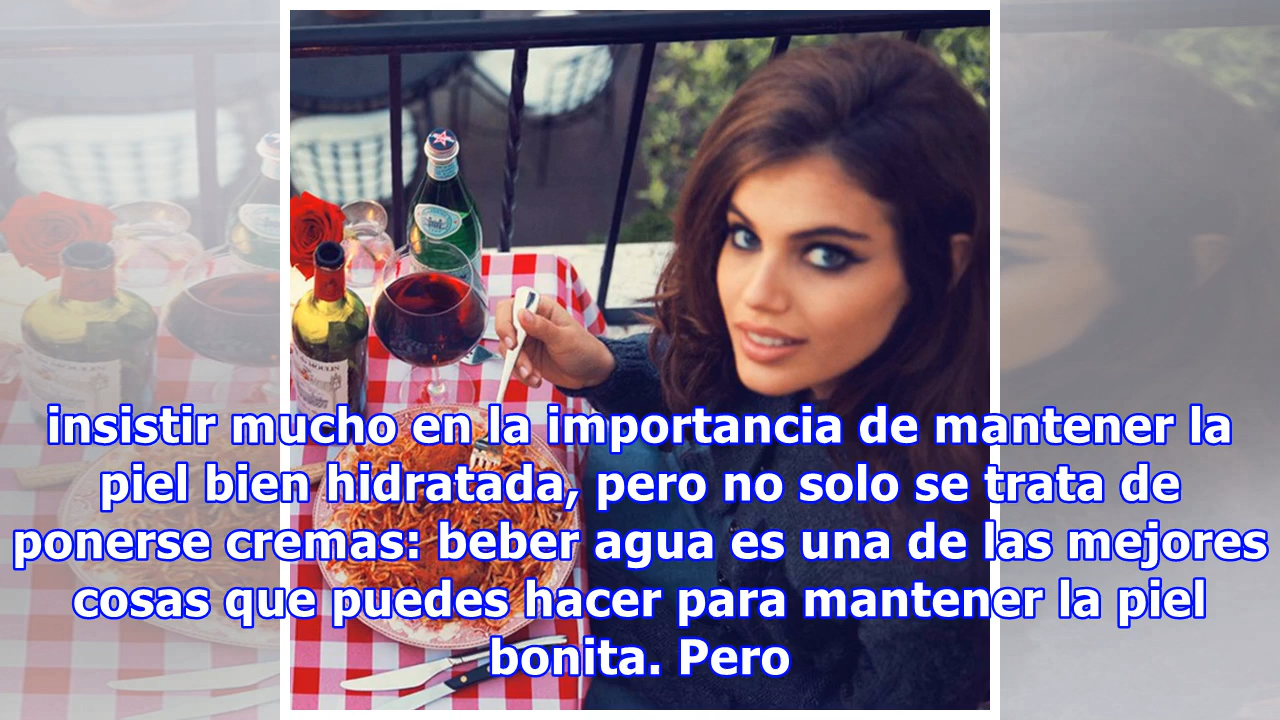 insistir mucho en la importancia de mantener la
piel bien hidratada, pero no solo se trata de
ponerse cremas: beber agua es una de las mejores
cosas que puedes hacer para mantener la piel
bonita. Pero